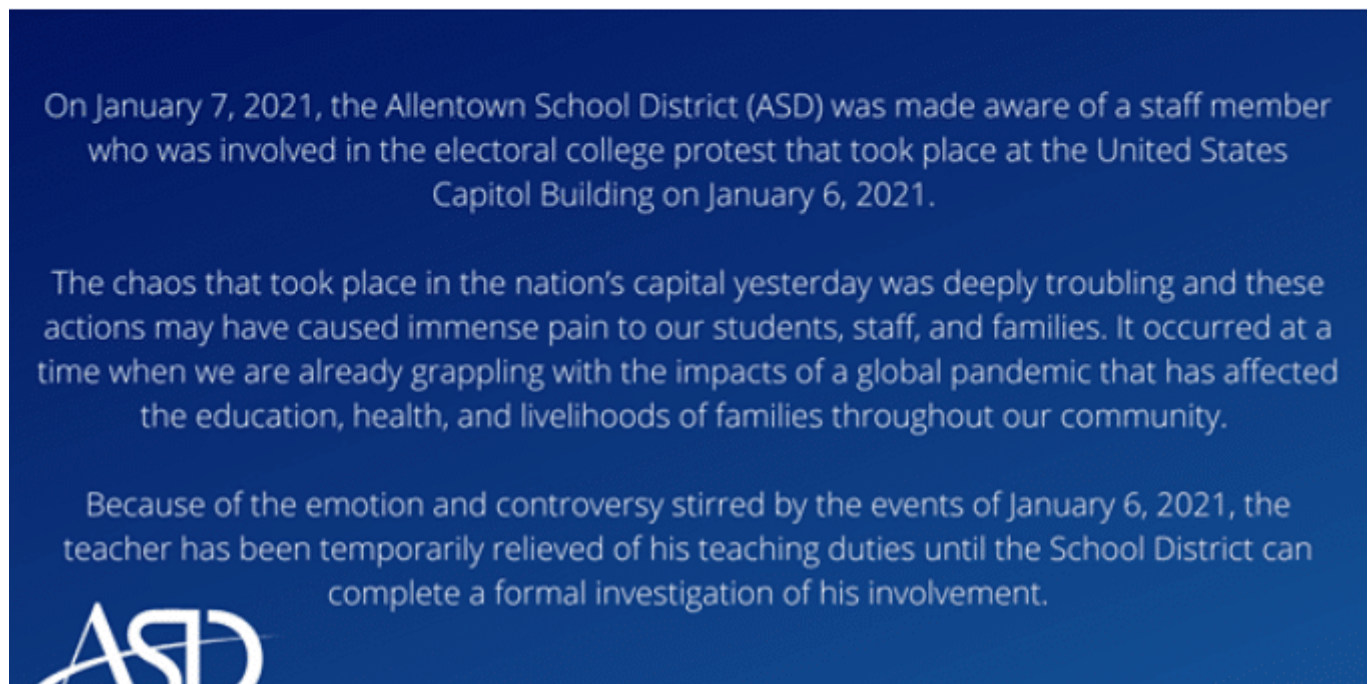 On January 7, 2021, the Allentown School District (ASD) was made aware of a staff member
who was involved in the electoral college protest that took place at the United States
Capitol Building on January 6, 2021.
The chaos that took place in the nation's capital yesterday was deeply troubling and these
actions may have caused immense pain to our students, staff, and families. It occurred at a
time when we are already grappling with the impacts of a global pandemic that has affected
the education, health, and livelihoods of families throughout our community.
Because of the emotion and controversy stirred by the events of January 6, 2021, the
teacher has been temporarily relieved of his teaching duties until the School District can
complete a formal investigation of his involvement.
ASD